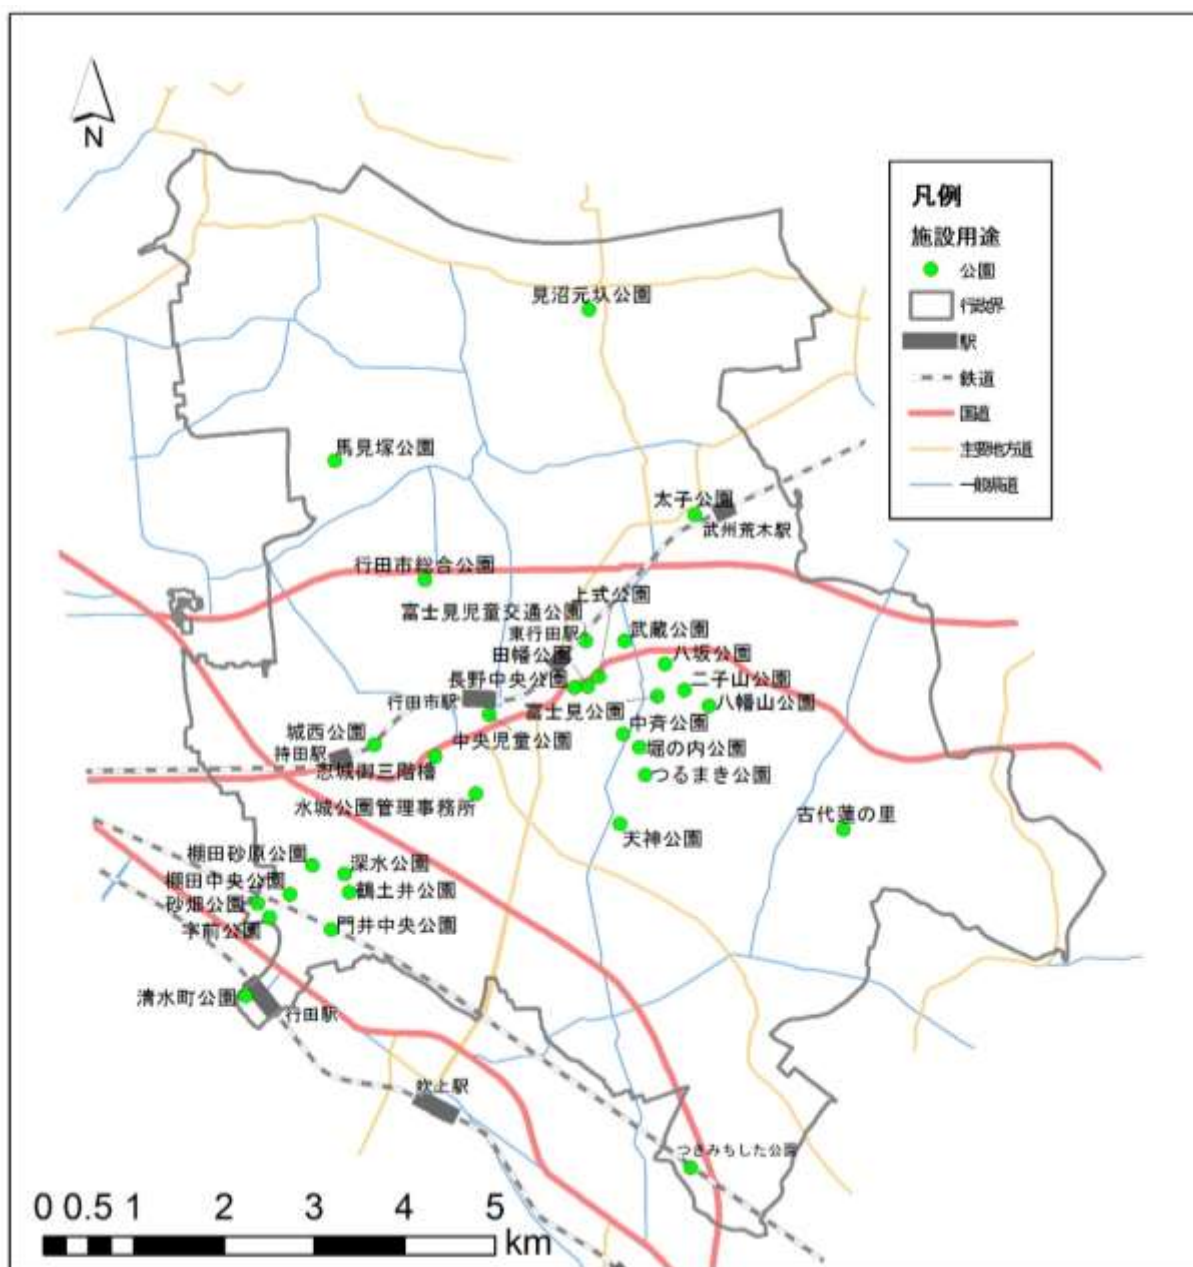 N
凡例
施設用途
公園
行政界
駅
鉄道
国道
主要地方道
一般県道
見沼元圦公園
馬見塚公園
太子公園
武州荒木駅
行田市総合公園
上式公園
富士見児童交通公園
東行田駅
武蔵公園
田幡公園
八坂公園
長野中央公園
二子山公園
行田市駅
富士見公園
八幡山公園
城西公園
中斉公園
中央児童公園
持田駅
堀の内公園
忍城御三階櫓
つるまき公園
水城公園管理事務所
古代蓮の里
天神公園
棚田砂原公園
深水公園
棚田中央公園
鶴土井公園
砂畑公園
字前公園
門井中央公園
清水町公園
行田駅
吹上駅
つきみちした公園
0 0.5 1 2 3 4 5
km